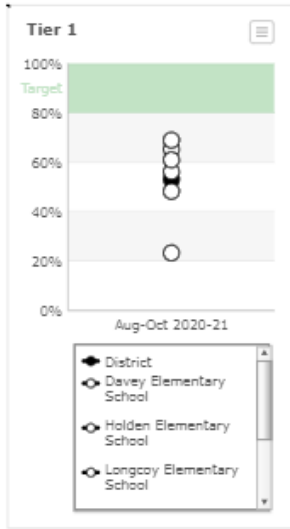 Tier 1
100%
Target
80%
60%
40%
20%
0%
Aug-Oct 2020-21
District
Davey Elementary
School
Holden Elementary
School
Longcoy Elementary
School